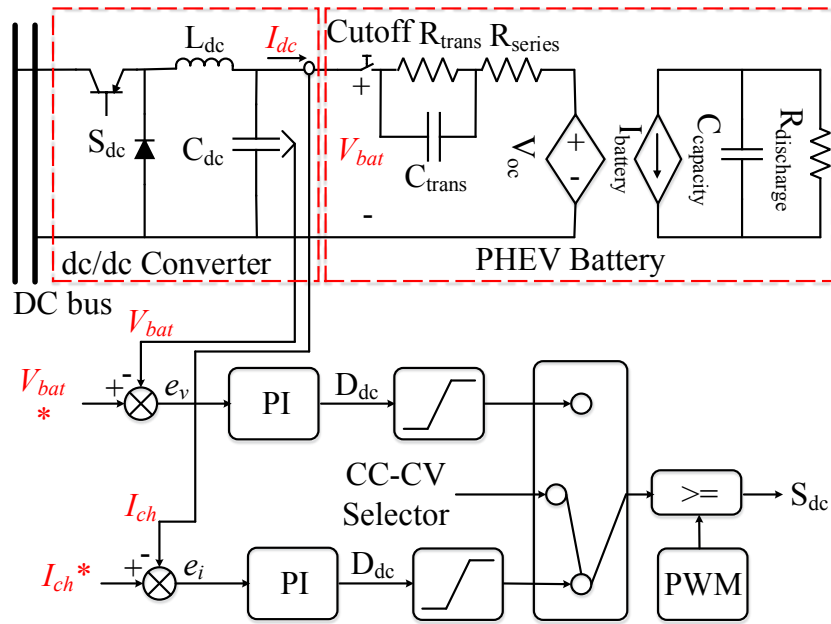 L_dc
I_dc
Cutoff
R_trans
R_series
S_dc
C_dc
+
V_bat
-
C_trans
V_oc
+
-
I_battery
C_capacity
R_discharge
dc/dc Converter
PHEV Battery
DC bus
V_bat
V_bat
*
+
-
e_v
PI
D_dc
CC-CV
Selector
>=
S_dc
I_ch
I_ch*
+
-
e_i
PI
D_dc
PWM